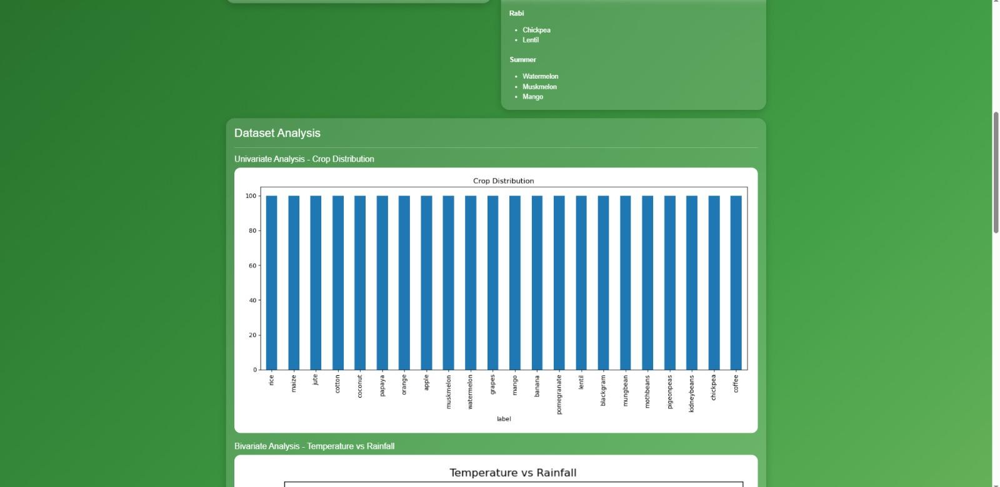 Rabi
Chickpea
Lentil
Summer
Watermelon
Muskmelon
Mango
Dataset Analysis
Univariate Analysis - Crop Distribution
Crop Distribution
100
80
60
40
20
0
rice
maize
jute
cotton
coconut
papaya
orange
apple
muskmelon
watermelon
grapes
mango
banana
pomegranate
lentil
blackgram
mungbean
mothbeans
pigeonpeas
kidneybeans
chickpea
coffee
label
Bivariate Analysis - Temperature vs Rainfall
Temperature vs Rainfall